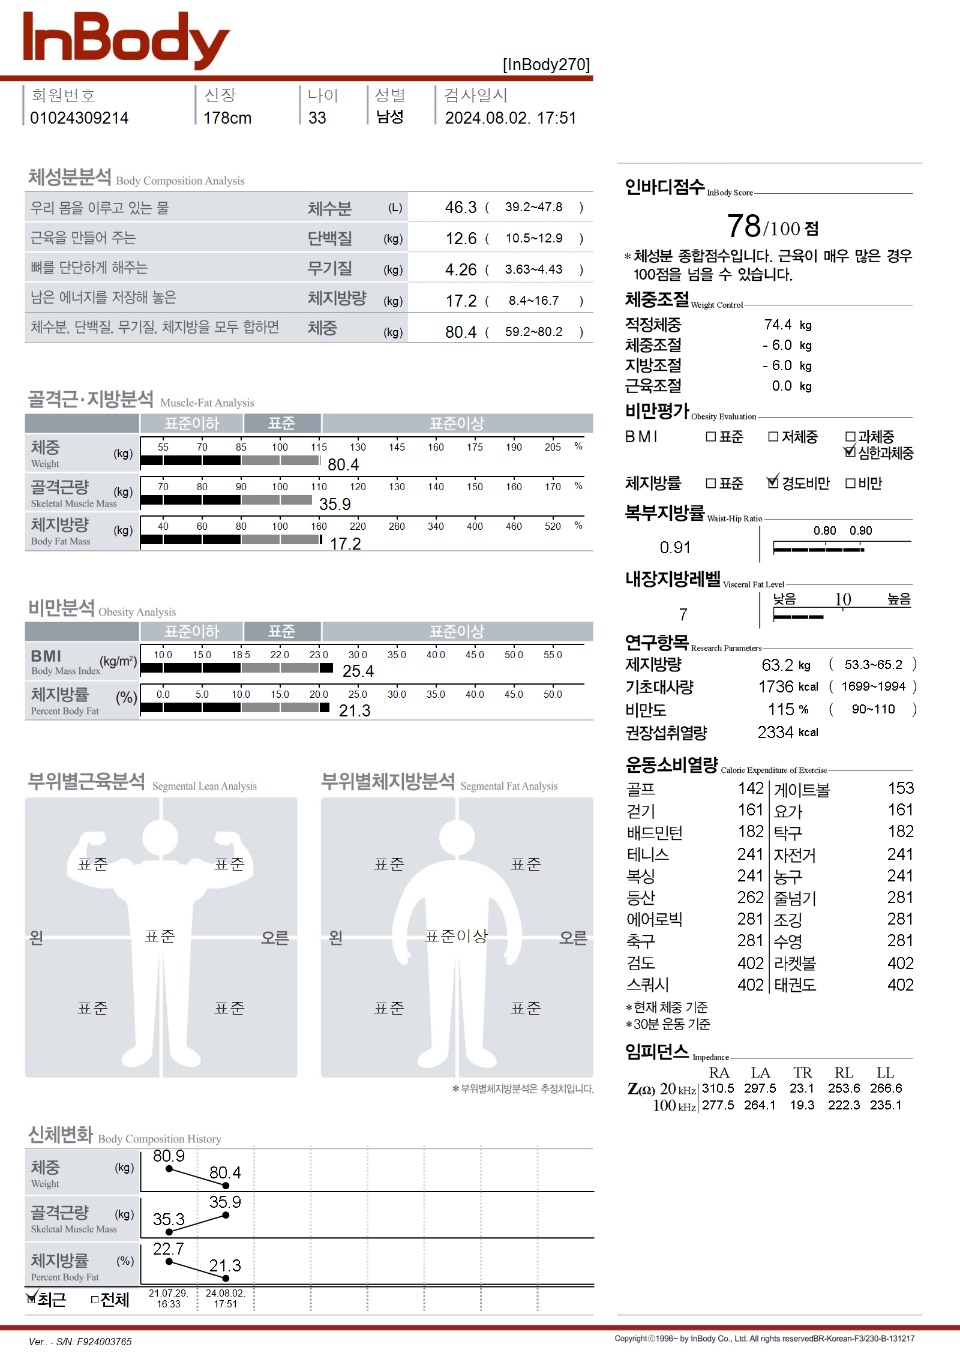 InBody
[InBody270]
회원번호 신장 나이 성별 검사일시
01024309214 178cm 33 남성 2024.08.02. 17:51
체성분분석 Body Composition Analysis
우리 몸을 이루고 있는 물 체수분 (L) 46.3 ( 39.2~47.8 )
근육을 만들어 주는 단백질 (kg) 12.6 ( 10.5~12.9 )
뼈를 단단하게 해주는 무기질 (kg) 4.26 ( 3.63~4.43 )
남은 에너지를 저장해 놓은 체지방량 (kg) 17.2 ( 8.4~16.7 )
체수분, 단백질, 무기질, 체지방을 모두 합하면 체중 (kg) 80.4 ( 59.2~80.2 )
골격근·지방분석 Muscle-Fat Analysis
표준이하 표준 표준이상
체중 (kg) 55 70 85 100 115 130 145 160 175 190 205 %
Weight 80.4
골격근량 (kg) 70 80 90 100 110 120 130 140 150 160 170 %
Skeletal Muscle Mass 35.9
체지방량 (kg) 40 60 80 100 160 220 280 340 400 460 520 %
Body Fat Mass 17.2
비만분석 Obesity Analysis
표준이하 표준 표준이상
BMI (kg/m²) 10.0 15.0 18.5 22.0 23.0 30.0 35.0 40.0 45.0 50.0 55.0
Body Mass Index 25.4
체지방률 (%) 0.0 5.0 10.0 15.0 20.0 25.0 30.0 35.0 40.0 45.0 50.0
Percent Body Fat 21.3
부위별근육분석 Segmental Lean Analysis
표준 표준
왼 표준 오른
표준 표준
부위별체지방분석 Segmental Fat Analysis
표준 표준
왼 표준이상 오른
표준 표준
* 부위별체지방분석은 추정치입니다.
신체변화 Body Composition History
체중 (kg) 80.9 80.4
Weight
골격근량 (kg) 35.3 35.9
Skeletal Muscle Mass
체지방률 (%) 22.7 21.3
Percent Body Fat
최근 전체 21.07.29. 16:33 24.08.02. 17:51
인바디점수 InBody Score
78/100 점
* 체성분 종합점수입니다. 근육이 매우 많은 경우
100점을 넘을 수 있습니다.
체중조절 Weight Control
적정체중 74.4 kg
체중조절 - 6.0 kg
지방조절 - 6.0 kg
근육조절 0.0 kg
비만평가 Obesity Evaluation
BMI 표준 저체중 과체중
심한과체중
체지방률 표준 경도비만 비만
복부지방률 Waist-Hip Ratio
0.91 0.80 0.90
내장지방레벨 Visceral Fat Level
7 낮음 10 높음
연구항목 Research Parameters
제지방량 63.2 kg ( 53.3~65.2 )
기초대사량 1736 kcal ( 1699~1994 )
비만도 115 % ( 90~110 )
권장섭취열량 2334 kcal
운동소비열량 Calorie Expenditure of Exercise
골프 142 게이트볼 153
걷기 161 요가 161
배드민턴 182 탁구 182
테니스 241 자전거 241
복싱 241 농구 241
등산 262 줄넘기 281
에어로빅 281 조깅 281
축구 281 수영 281
검도 402 라켓볼 402
스쿼시 402 태권도 402
*현재 체중 기준
*30분 운동 기준
임피던스 Impedance
RA LA TR RL LL
Z(Ω) 20 kHz 310.5 297.5 23.1 253.6 266.6
100 kHz 277.5 264.1 19.3 222.3 235.1
Ver.. - S/N: F924003765
Copyright©1996~ by InBody Co., Ltd. All rights reservedBR-Korean-F3/230-B-131217